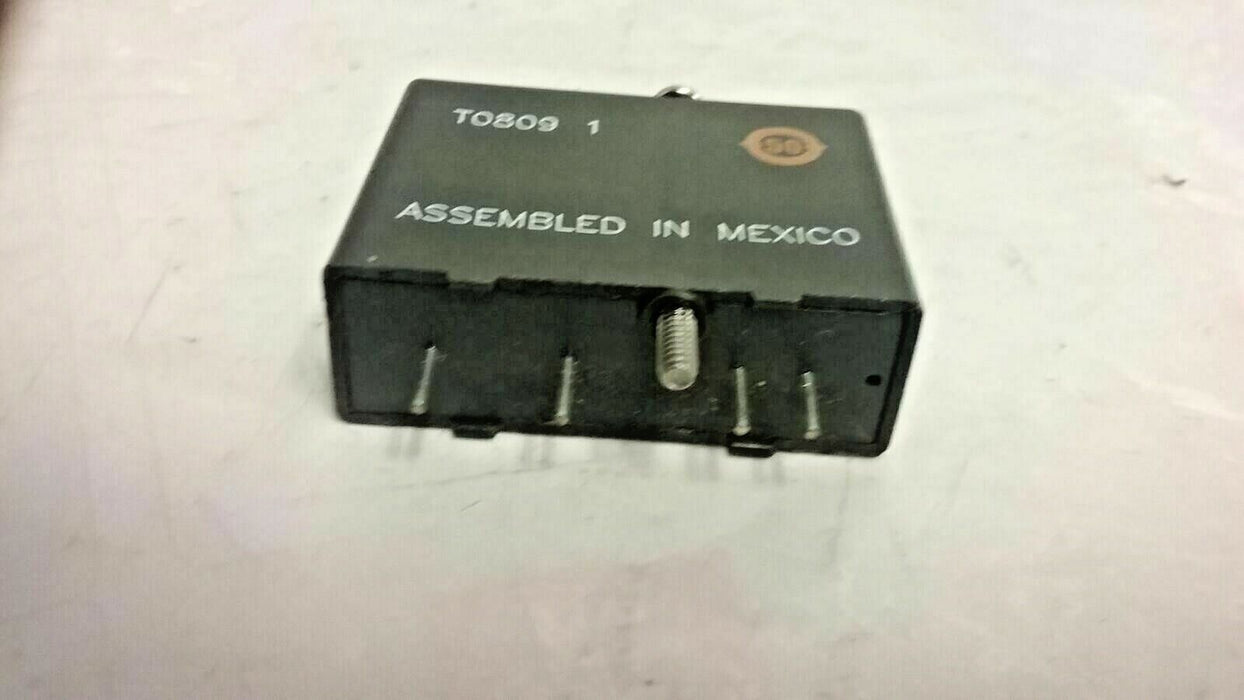 T0809 1
ASSEMBLED IN MEXICO